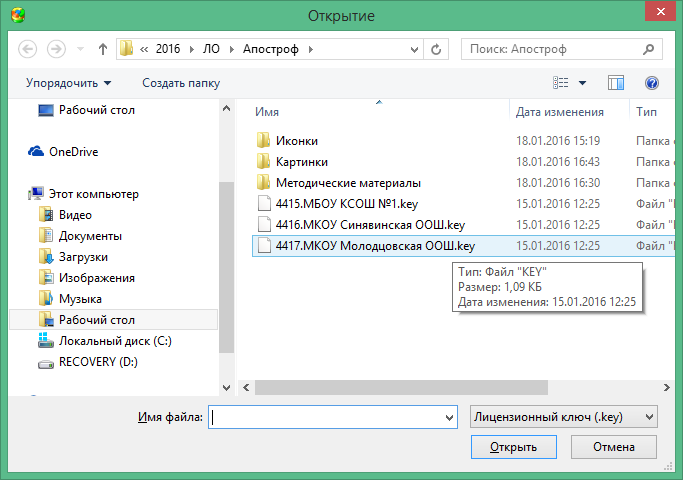 Открытие
« 2016 ЛО Апостроф
Поиск: Апостроф
Упорядочить Создать папку
Рабочий стол
OneDrive
Этот компьютер
Видео
Документы
Загрузки
Изображения
Музыка
Рабочий стол
Локальный диск (C:)
RECOVERY (D:)
Имя Дата изменения Тип
Иконки 18.01.2016 15:19 Папка с
Картинки 18.01.2016 16:43 Папка с
Методические материалы 18.01.2016 16:30 Папка с
4415.МБОУ КСОШ №1.key 15.01.2016 12:25 Файл "
4416.МКОУ Синявинская ООШ.key 15.01.2016 12:25 Файл "
4417.МКОУ Молодцовская ООШ.key 15.01.2016 12:25 Файл "
Тип: Файл "KEY"
Размер: 1,09 КБ
Дата изменения: 15.01.2016 12:25
Имя файла:
Лицензионный ключ (.key)
Открыть Отмена